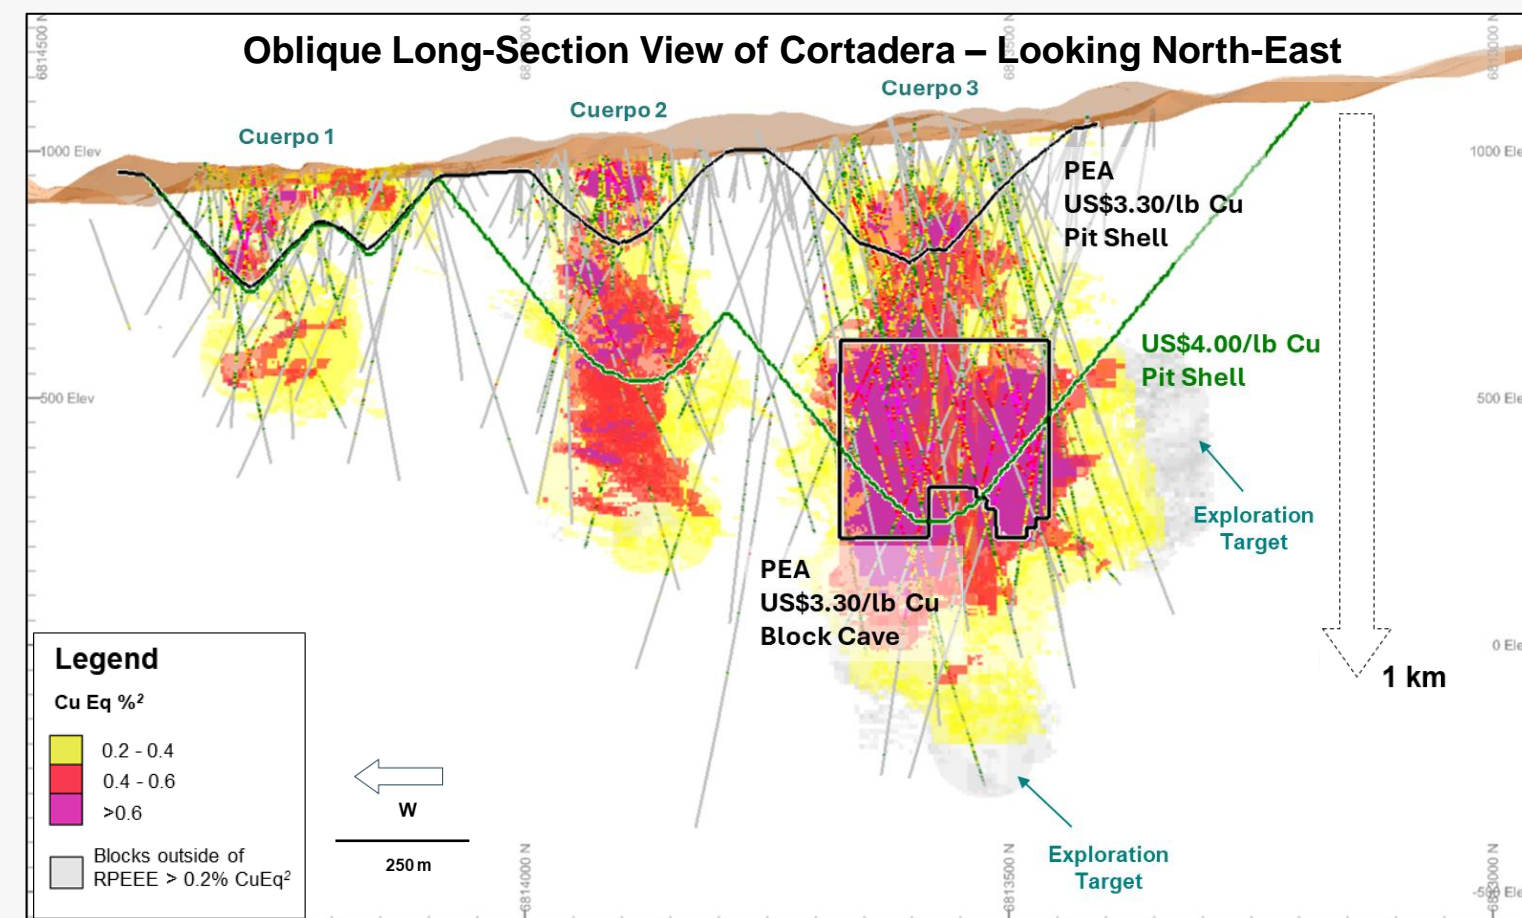 Oblique Long-Section View of Cortadera – Looking North-East
6814500 N
6813000 N
Cuerpo 1
Cuerpo 2
Cuerpo 3
1000 Elev
1000 Ele
PEA
US$3.30/lb Cu
Pit Shell
US$4.00/lb Cu
Pit Shell
500 Elev
500 Ele
Exploration
Target
PEA
US$3.30/lb Cu
Block Cave
0 Ele
1 km
Legend
Cu Eq %²
0.2 - 0.4
0.4 - 0.6
>0.6
Blocks outside of
RPEEE > 0.2% CuEq²
W
250 m
Exploration
Target
6814000 N
6813500 N
6813000 N